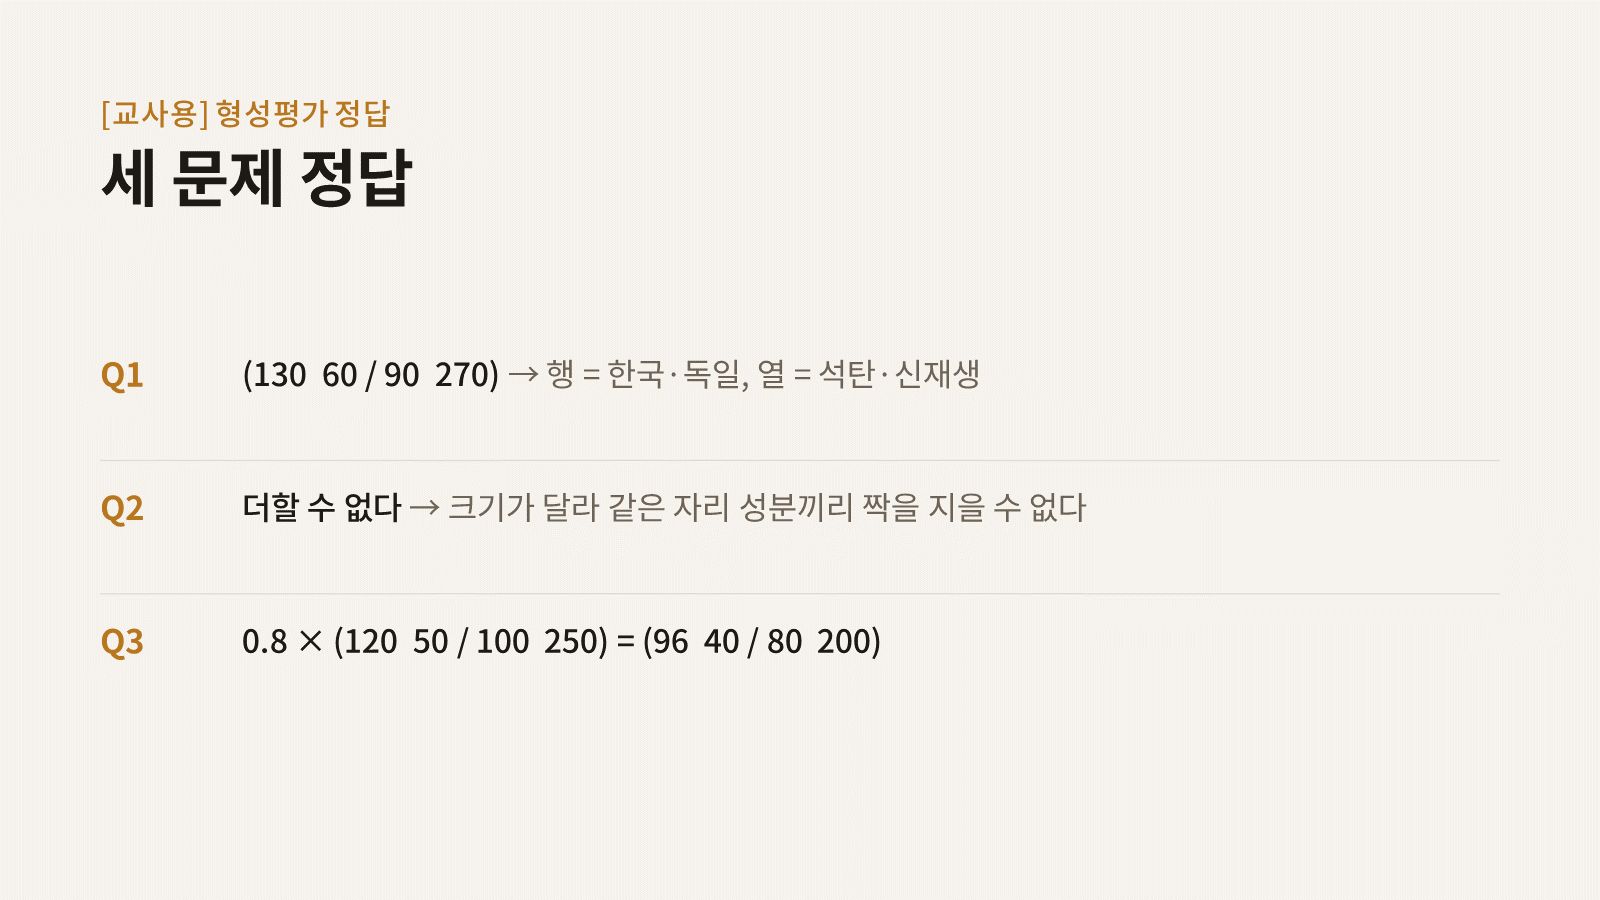 [교사용] 형성평가 정답
세 문제 정답
Q1 (130 60 / 90 270) → 행 = 한국·독일, 열 = 석탄·신재생
Q2 더할 수 없다 → 크기가 달라 같은 자리 성분끼리 짝을 지을 수 없다
Q3 0.8 × (120 50 / 100 250) = (96 40 / 80 200)